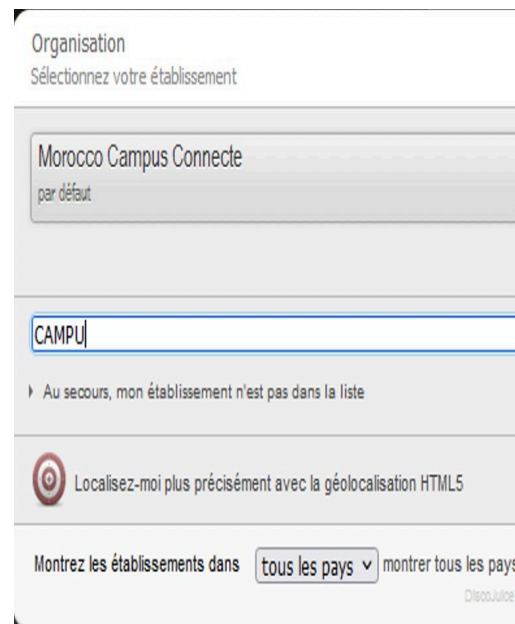 Organisation
Sélectionnez votre établissement
Morocco Campus Connecte
par défaut
CAMPU
Au secours, mon établissement n'est pas dans la liste
Localisez-moi plus précisément avec la géolocalisation HTML5
Montrez les établissements dans tous les pays montrer tous les pays
DiscoJuice